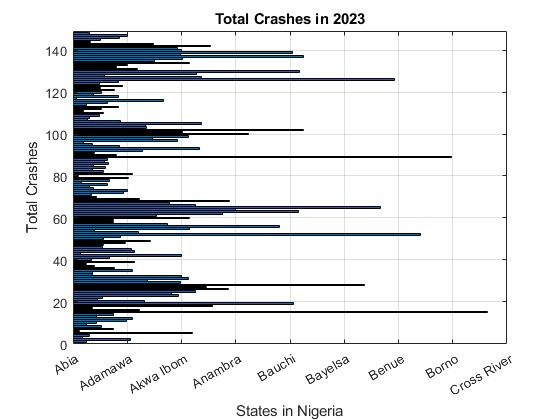 Total Crashes in 2023
140
120
100
80
60
40
20
0
Total Crashes
Abia
Adamawa
Akwa Ibom
Anambra
Bauchi
Bayelsa
Benue
Borno
Cross River
States in Nigeria